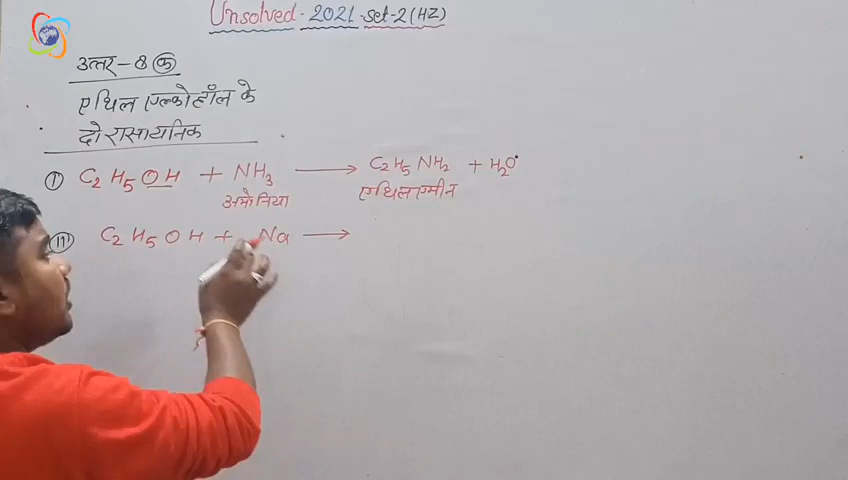 Unsolved-2021-set-2(HZ)
उत्तर-8 (क)
एथिल एल्कोहॉल के
दो रासायनिक
(i) C2H5OH + NH3 → C2H5NH2 + H2O
अमोनिया एथिलएमीन
(ii) C2H5OH + Na →